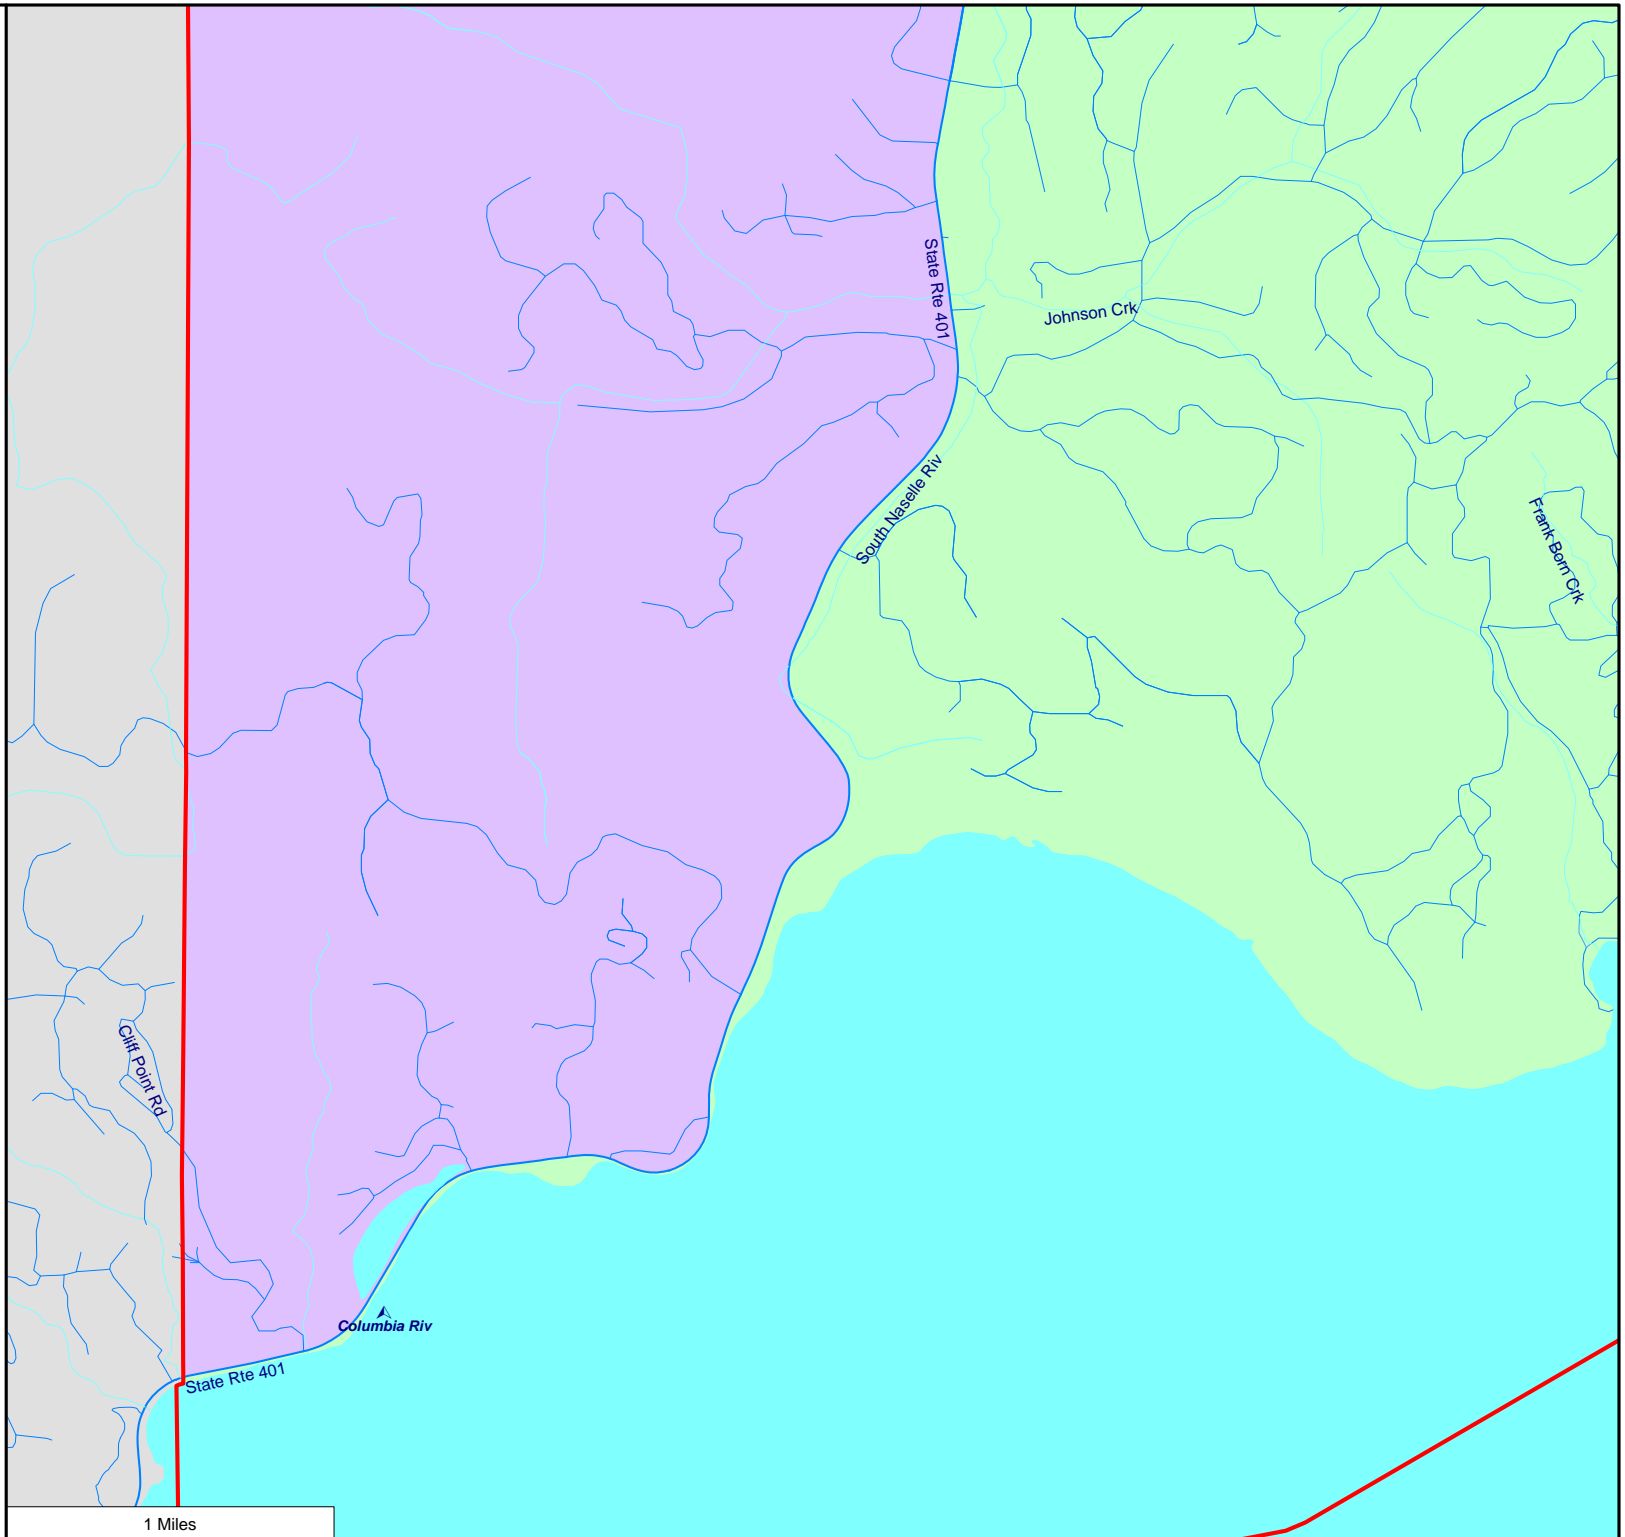 State Rte 401
Johnson Crk
South Naselle Riv
Frank Born Crk
Cliff Point Rd
Columbia Riv
State Rte 401
1 Miles